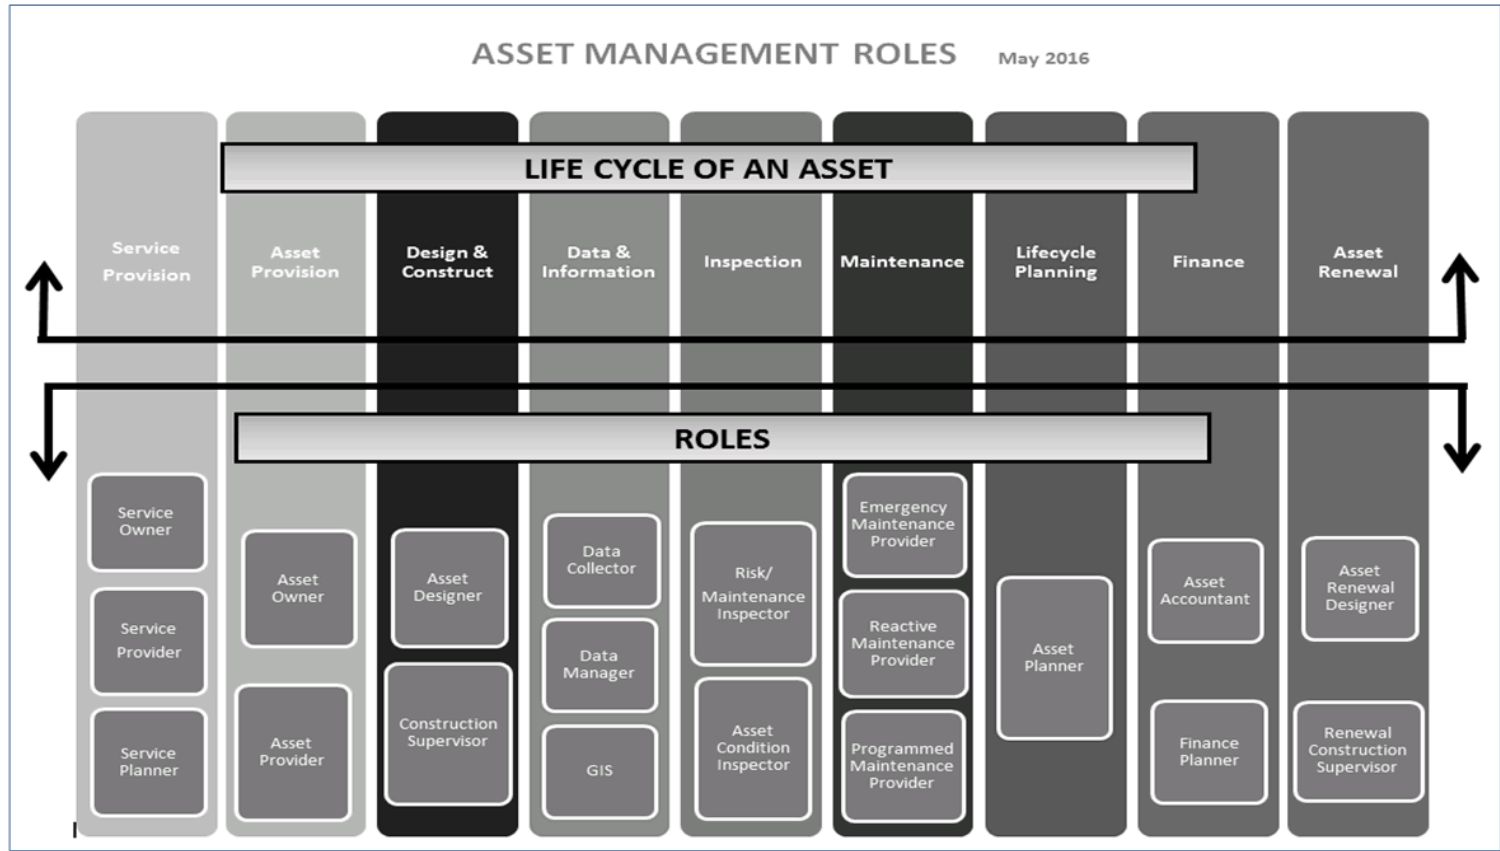 ASSET MANAGEMENT ROLES May 2016
LIFE CYCLE OF AN ASSET
Service
Provision
Asset
Provision
Design &
Construct
Data &
Information
Inspection
Maintenance
Lifecycle
Planning
Finance
Asset
Renewal
ROLES
Service
Owner
Service
Provider
Service
Planner
Asset
Owner
Asset
Provider
Asset
Designer
Construction
Supervisor
Data
Collector
Data
Manager
GIS
Risk/
Maintenance
Inspector
Asset
Condition
Inspector
Emergency
Maintenance
Provider
Reactive
Maintenance
Provider
Programmed
Maintenance
Provider
Asset
Planner
Asset
Accountant
Finance
Planner
Asset
Renewal
Designer
Renewal
Construction
Supervisor